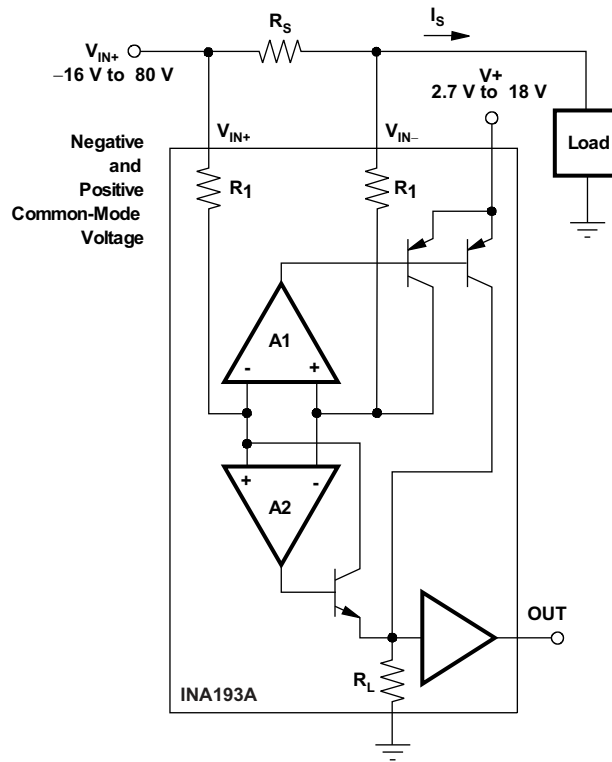 R_S
I_S
V_IN+
–16 V to 80 V
V+
2.7 V to 18 V
V_IN+
V_IN–
Load
Negative
and
Positive
Common-Mode
Voltage
R_1
R_1
A1
- +
+ -
A2
OUT
R_L
INA193A